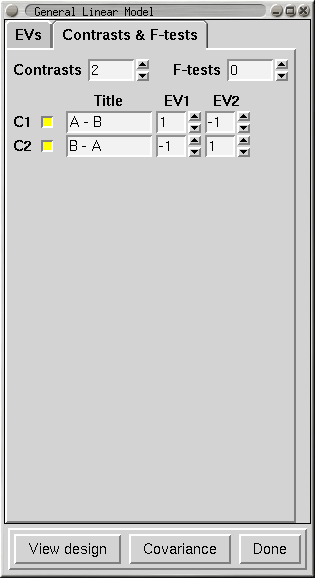 General Linear Model
EVs Contrasts & F-tests
Contrasts 2 F-tests 0
Title EV1 EV2
C1 A - B 1 -1
C2 B - A -1 1
View design Covariance Done